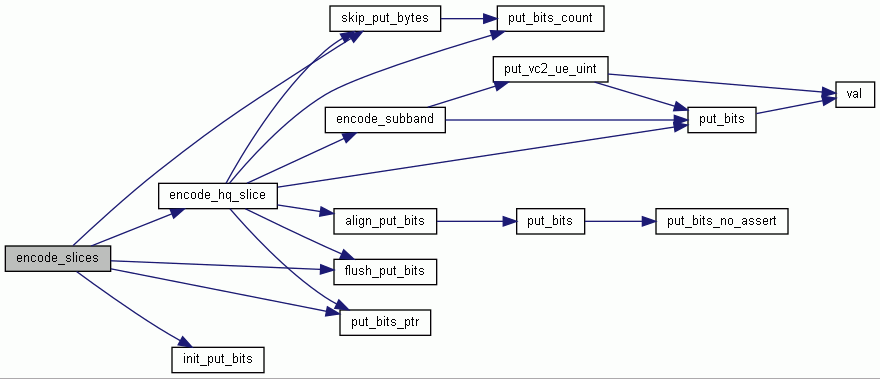 skip_put_bytes
put_bits_count
put_vc2_ue_uint
val
encode_subband
put_bits
encode_hq_slice
align_put_bits
put_bits
put_bits_no_assert
encode_slices
flush_put_bits
put_bits_ptr
init_put_bits